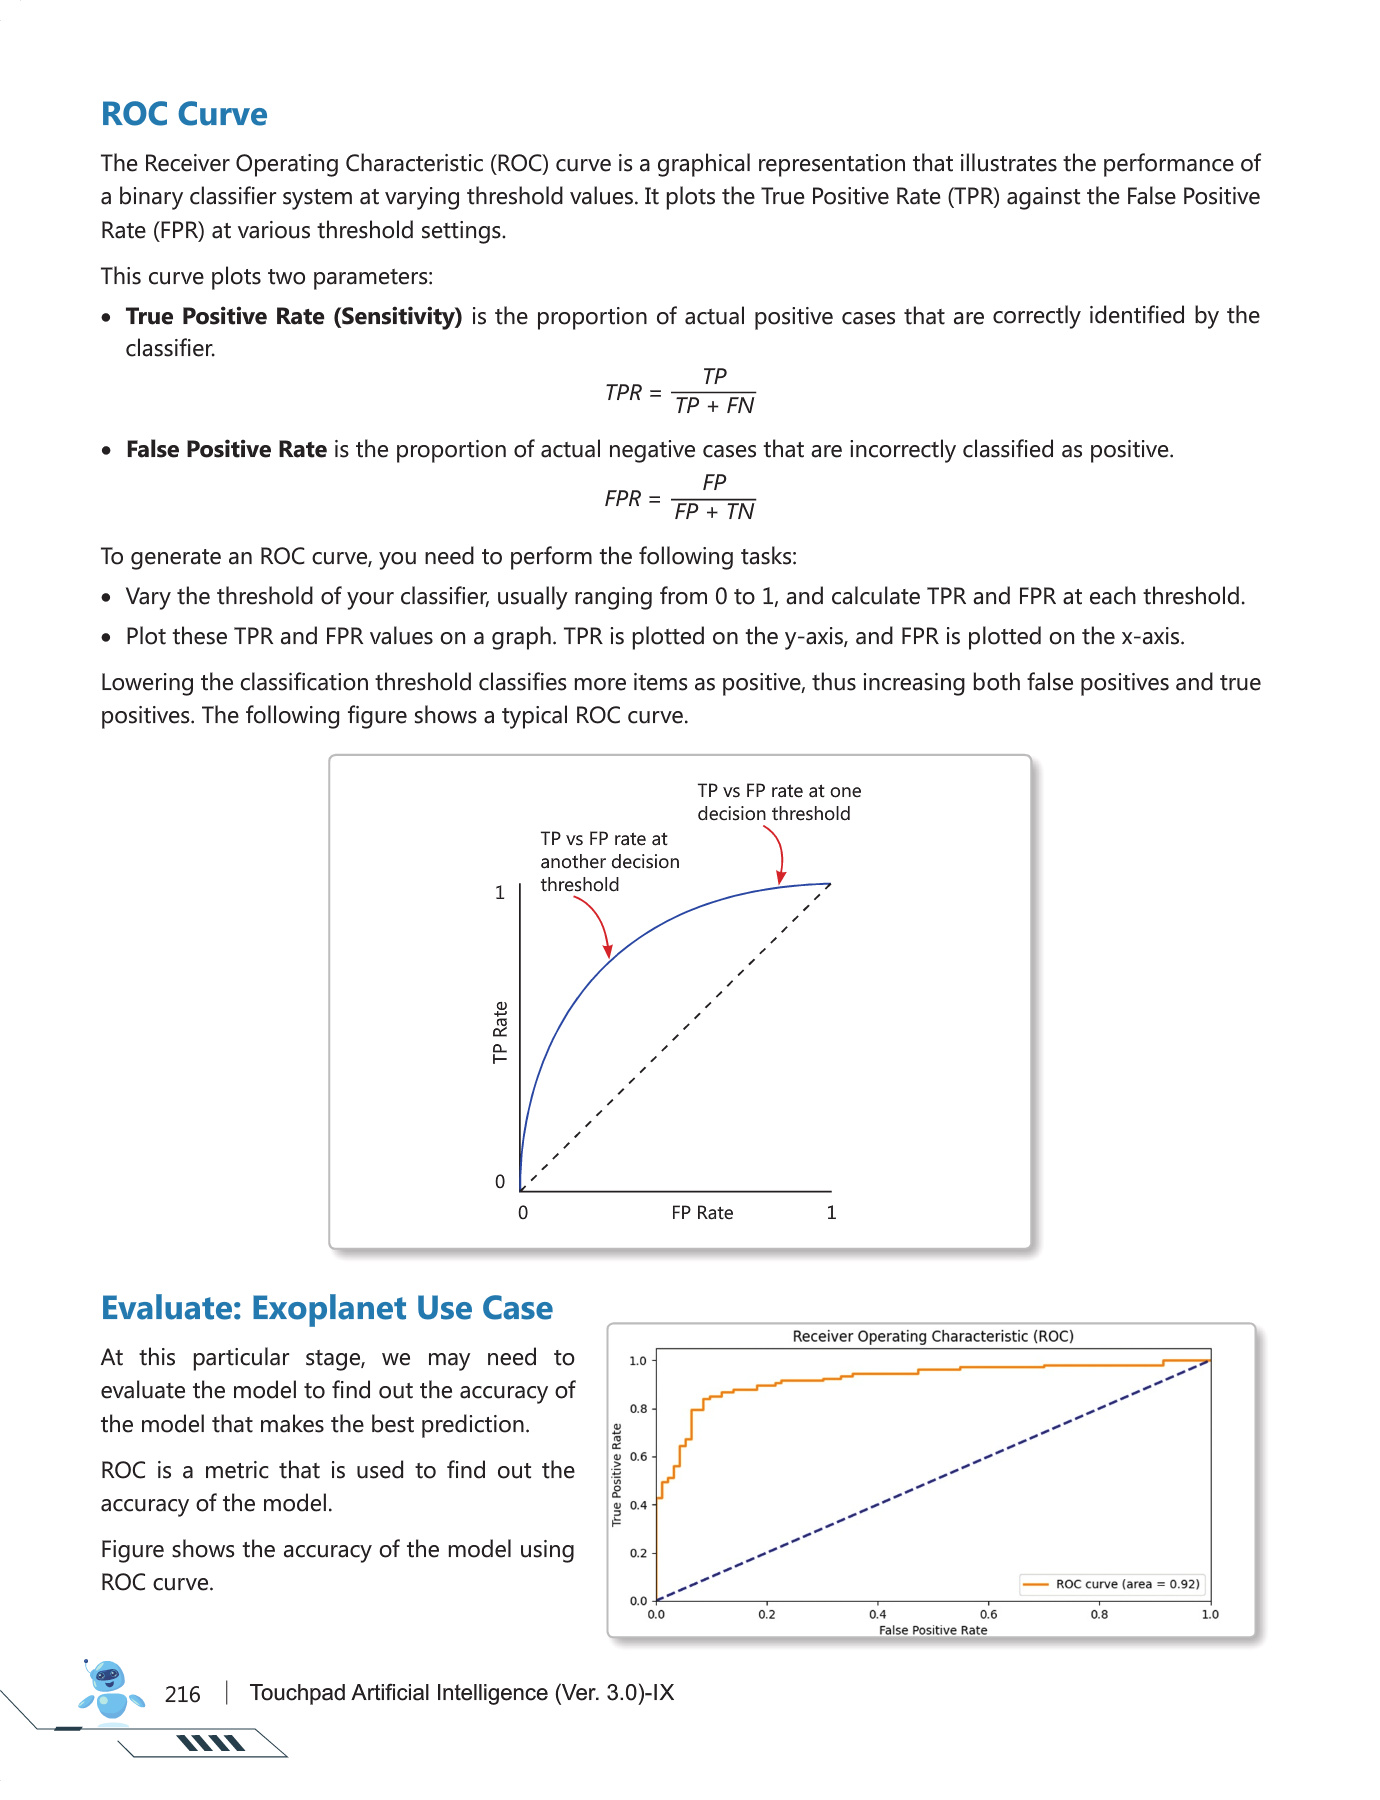 ROC Curve
The Receiver Operating Characteristic (ROC) curve is a graphical representation that illustrates the performance of
a binary classifier system at varying threshold values. It plots the True Positive Rate (TPR) against the False Positive
Rate (FPR) at various threshold settings.
This curve plots two parameters:
• True Positive Rate (Sensitivity) is the proportion of actual positive cases that are correctly identified by the
classifier.
TPR = TP / TP + FN
• False Positive Rate is the proportion of actual negative cases that are incorrectly classified as positive.
FPR = FP / FP + TN
To generate an ROC curve, you need to perform the following tasks:
• Vary the threshold of your classifier, usually ranging from 0 to 1, and calculate TPR and FPR at each threshold.
• Plot these TPR and FPR values on a graph. TPR is plotted on the y-axis, and FPR is plotted on the x-axis.
Lowering the classification threshold classifies more items as positive, thus increasing both false positives and true
positives. The following figure shows a typical ROC curve.
TP vs FP rate at one
decision threshold
TP vs FP rate at
another decision
threshold
1
TP Rate
0
0 FP Rate 1
Evaluate: Exoplanet Use Case
At this particular stage, we may need to
evaluate the model to find out the accuracy of
the model that makes the best prediction.
ROC is a metric that is used to find out the
accuracy of the model.
Figure shows the accuracy of the model using
ROC curve.
Receiver Operating Characteristic (ROC)
1.0
0.8
0.6
0.4
0.2
0.0
True Positive Rate
ROC curve (area = 0.92)
0.0 0.2 0.4 0.6 0.8 1.0
False Positive Rate
216 | Touchpad Artificial Intelligence (Ver. 3.0)-IX